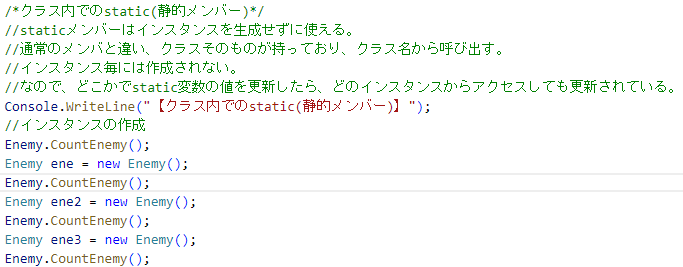 /*クラス内でのstatic(静的メンバー)*/
//staticメンバーはインスタンスを生成せずに使える。
//通常のメンバと違い、クラスそのものが持っており、クラス名から呼び出す。
//インスタンス毎には作成されない。
//なので、どこかでstatic変数の値を更新したら、どのインスタンスからアクセスしても更新されている。
Console.WriteLine("【クラス内でのstatic(静的メンバー)】");
//インスタンスの作成
Enemy.CountEnemy();
Enemy ene = new Enemy();
Enemy.CountEnemy();
Enemy ene2 = new Enemy();
Enemy.CountEnemy();
Enemy ene3 = new Enemy();
Enemy.CountEnemy();